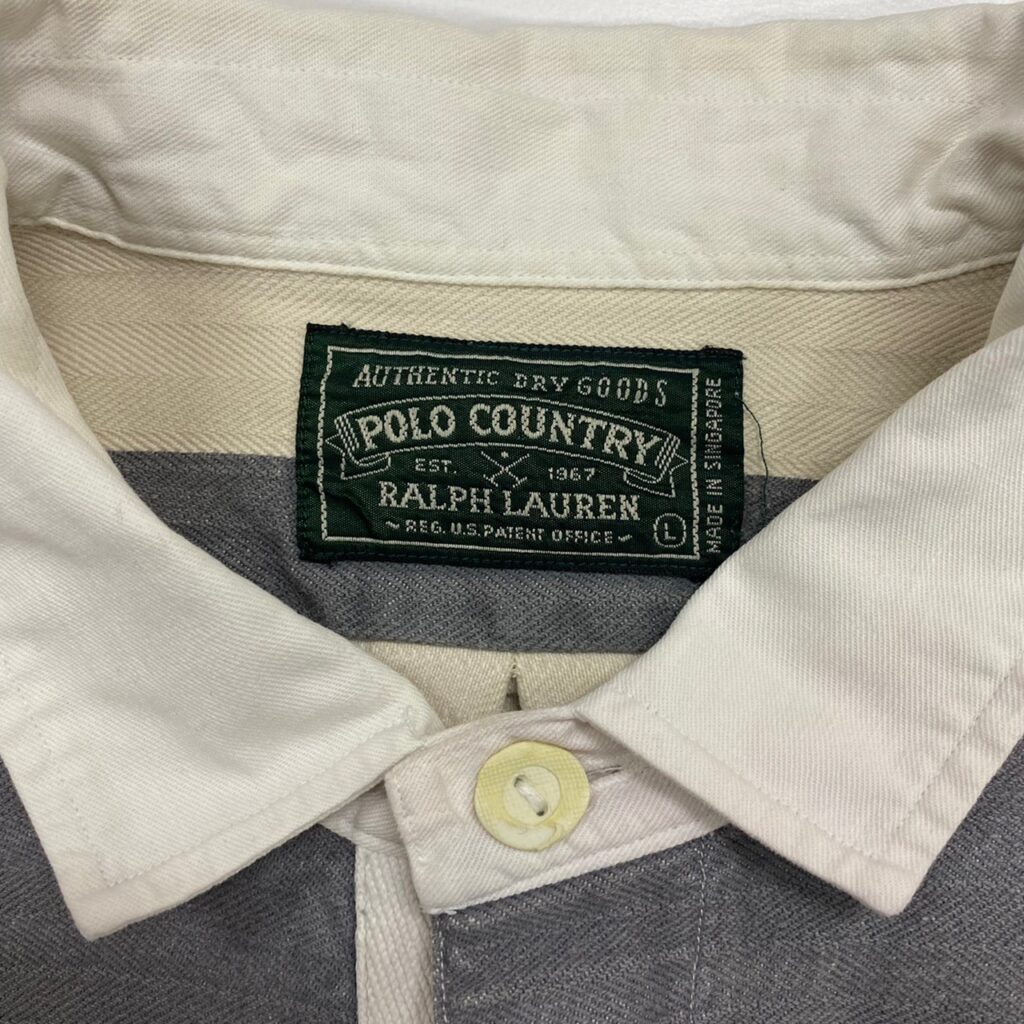 AUTHENTIC DRY GOODS
POLO COUNTRY
EST. 1967
RALPH LAUREN
~ REG. U.S. PATENT OFFICE ~
L
MADE IN SINGAPORE